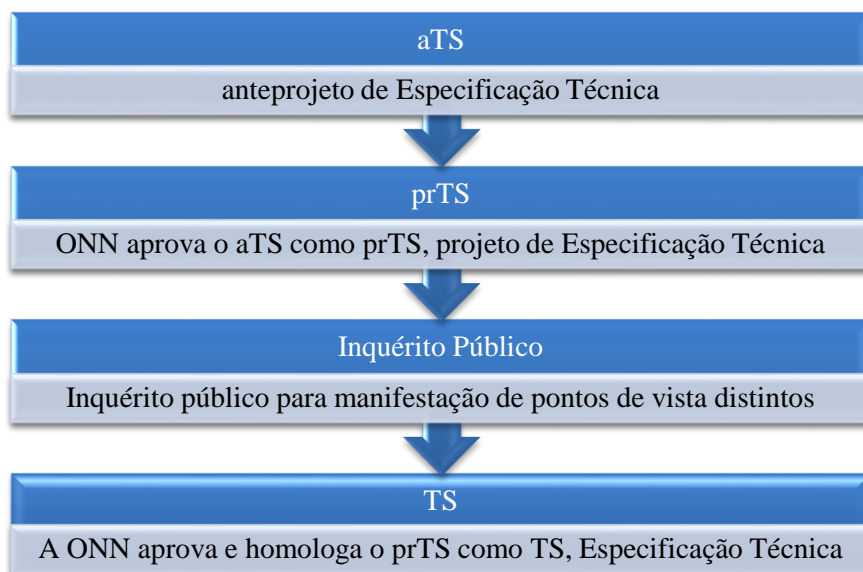 aTS
anteprojeto de Especificação Técnica
prTS
ONN aprova o aTS como prTS, projeto de Especificação Técnica
Inquérito Público
Inquérito público para manifestação de pontos de vista distintos
TS
A ONN aprova e homologa o prTS como TS, Especificação Técnica